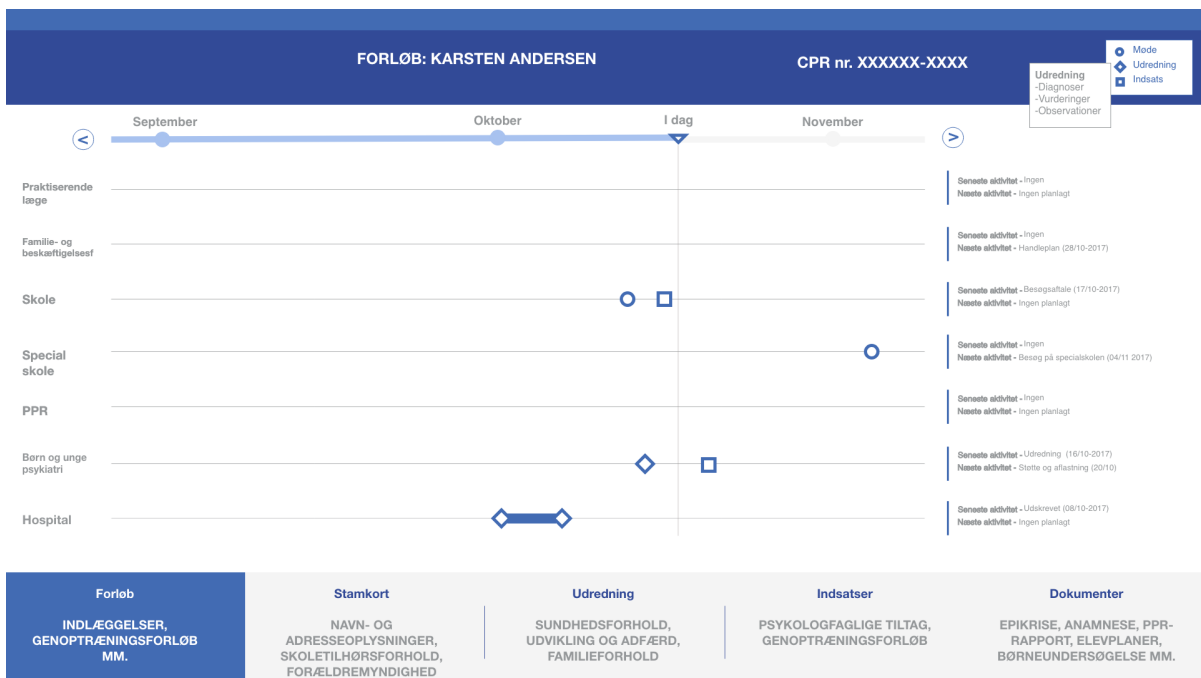 FORLØB: KARSTEN ANDERSEN
CPR nr. XXXXXX-XXXX
Møde
Udredning
Indsats
Udredning
-Diagnoser
-Vurderinger
-Observationer
<
September
Oktober
I dag
November
>
Praktiserende
læge
Seneste aktivitet - Ingen
Næste aktivitet - Ingen planlagt
Familie- og
beskæftigelsesf
Seneste aktivitet - Ingen
Næste aktivitet - Handleplan (28/10-2017)
Skole
Seneste aktivitet - Besøgsaftale (17/10-2017)
Næste aktivitet - Ingen planlagt
Special
skole
Seneste aktivitet - Ingen
Næste aktivitet - Besøg på specialskolen (04/11 2017)
PPR
Seneste aktivitet - Ingen
Næste aktivitet - Ingen planlagt
Børn og unge
psykiatri
Seneste aktivitet - Udredning (16/10-2017)
Næste aktivitet - Støtte og aflastning (20/10)
Hospital
Seneste aktivitet - Udskrevet (08/10-2017)
Næste aktivitet - Ingen planlagt
Forløb
INDLÆGGELSER,
GENOPTRÆNINGSFORLØB
MM.
Stamkort
NAVN- OG
ADRESSEOPLYSNINGER,
SKOLETILHØRSFORHOLD,
FORÆLDREMYNDIGHED
Udredning
SUNDHEDSFORHOLD,
UDVIKLING OG ADFÆRD,
FAMILIEFORHOLD
Indsatser
PSYKOLOGFAGLIGE TILTAG,
GENOPTRÆNINGSFORLØB
Dokumenter
EPIKRISE, ANAMNESE, PPR-
RAPPORT, ELEVPLANER,
BØRNEUNDERSØGELSE MM.